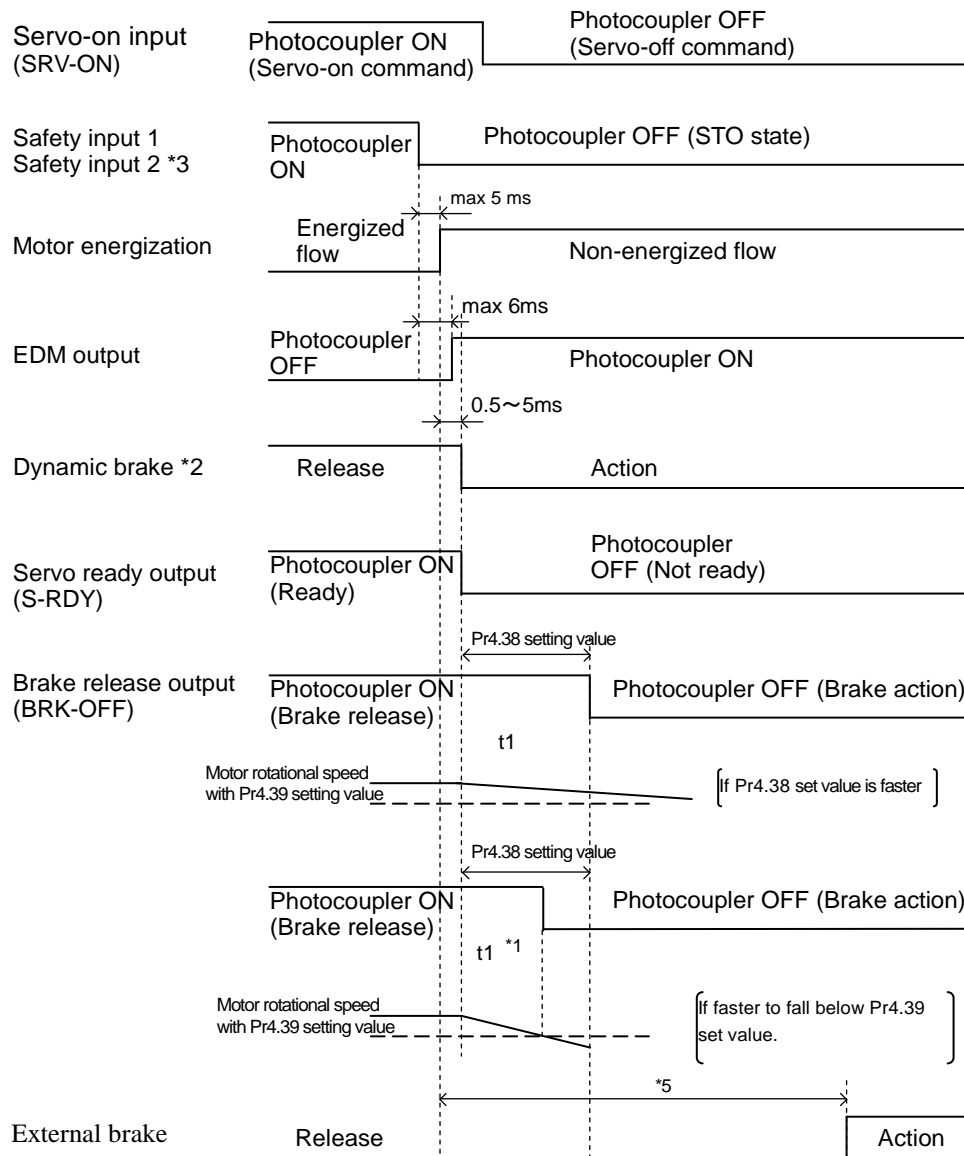 Servo-on input
(SRV-ON)
Photocoupler ON
(Servo-on command)
Photocoupler OFF
(Servo-off command)
Safety input 1
Safety input 2 *3
Photocoupler
ON
Photocoupler OFF (STO state)
max 5 ms
Motor energization
Energized
flow
Non-energized flow
max 6ms
EDM output
Photocoupler
OFF
Photocoupler ON
0.5～5ms
Dynamic brake *2
Release
Action
Servo ready output
(S-RDY)
Photocoupler ON
(Ready)
Photocoupler
OFF (Not ready)
Pr4.38 setting value
Brake release output
(BRK-OFF)
Photocoupler ON
(Brake release)
Photocoupler OFF (Brake action)
t1
Motor rotational speed
with Pr4.39 setting value
If Pr4.38 set value is faster
Pr4.38 setting value
Photocoupler ON
(Brake release)
Photocoupler OFF (Brake action)
t1 *1
Motor rotational speed
with Pr4.39 setting value
If faster to fall below Pr4.39
set value.
*5
External brake
Release
Action